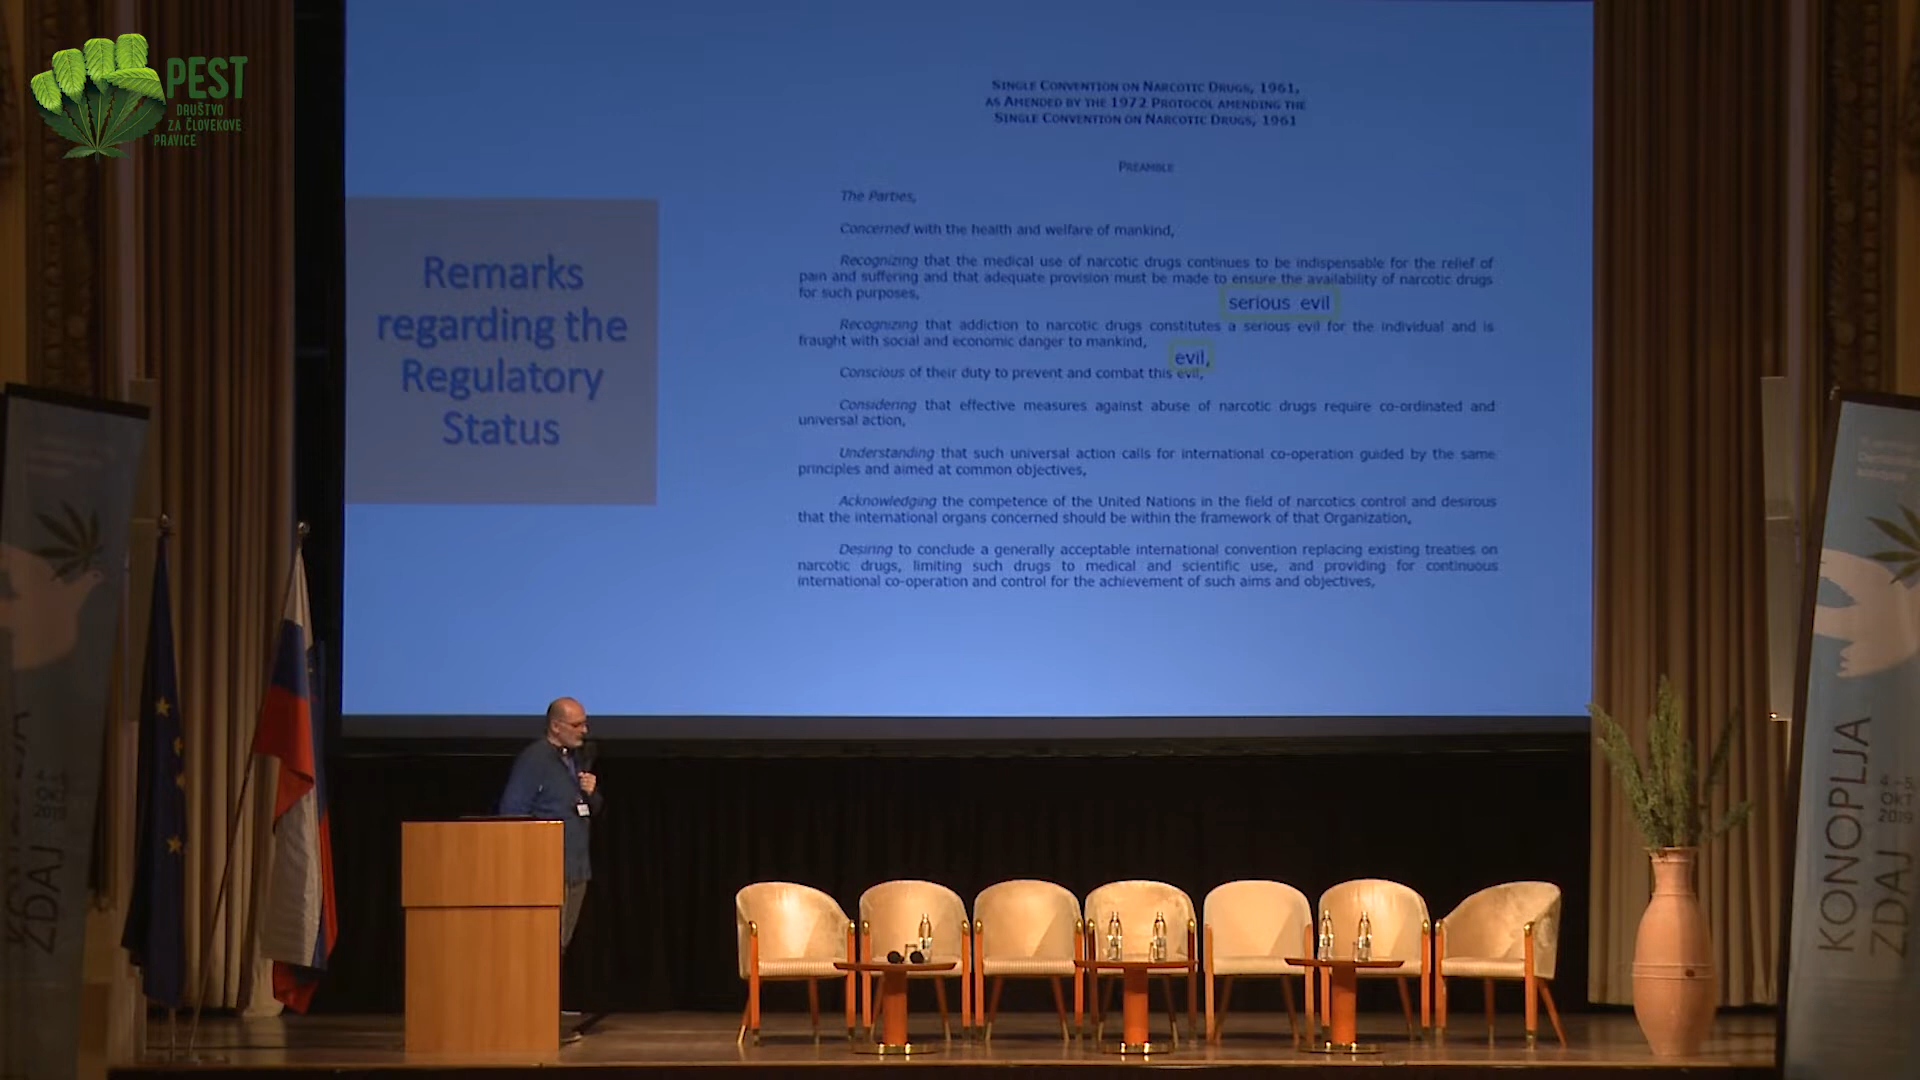 PEST
DRUŠTVO
ZA ČLOVEKOVE
PRAVICE
Remarks
regarding the
Regulatory
Status
SINGLE CONVENTION ON NARCOTIC DRUGS, 1961,
AS AMENDED BY THE 1972 PROTOCOL AMENDING THE
SINGLE CONVENTION ON NARCOTIC DRUGS, 1961
PREAMBLE
The Parties,
Concerned with the health and welfare of mankind,
Recognizing that the medical use of narcotic drugs continues to be indispensable for the relief of
pain and suffering and that adequate provision must be made to ensure the availability of narcotic drugs
for such purposes,
serious evil
Recognizing that addiction to narcotic drugs constitutes a serious evil for the individual and is
fraught with social and economic danger to mankind,
evil,
Conscious of their duty to prevent and combat this evil,
Considering that effective measures against abuse of narcotic drugs require co-ordinated and
universal action,
Understanding that such universal action calls for international co-operation guided by the same
principles and aimed at common objectives,
Acknowledging the competence of the United Nations in the field of narcotics control and desirous
that the international organs concerned should be within the framework of that Organization,
Desiring to conclude a generally acceptable international convention replacing existing treaties on
narcotic drugs, limiting such drugs to medical and scientific use, and providing for continuous
international co-operation and control for the achievement of such aims and objectives,
ZDAJ
KONOPLJA
ZDAJ
4 - 5
OKT
2019